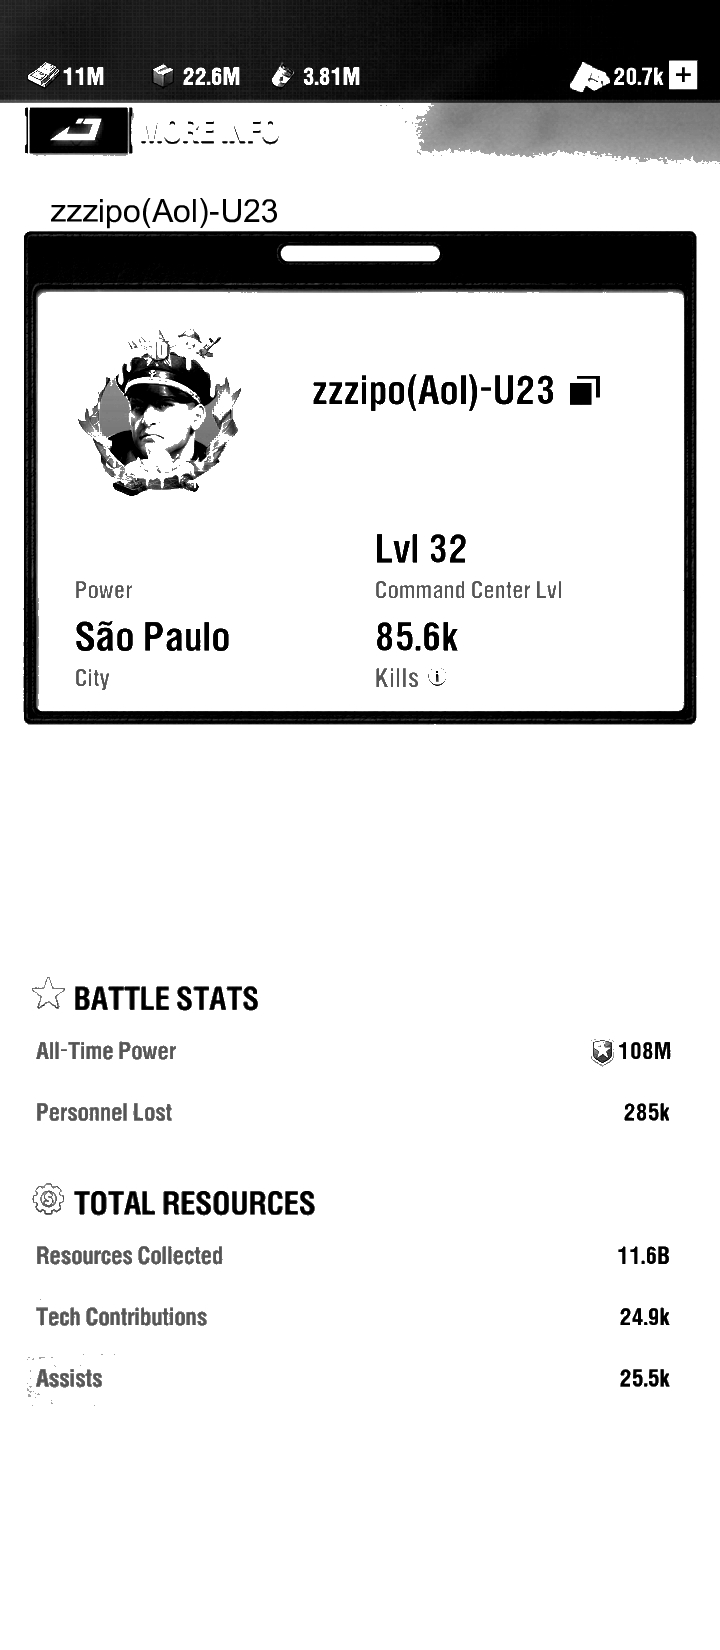 11M 22.6M 3.81M 20.7k +
MORE INFO
zzzipo(Aol)-U23
zzzipo(Aol)-U23
Lvl 32
Power Command Center Lvl
São Paulo 85.6k
City Kills i
BATTLE STATS
All-Time Power 108M
Personnel Lost 285k
TOTAL RESOURCES
Resources Collected 11.6B
Tech Contributions 24.9k
Assists 25.5k